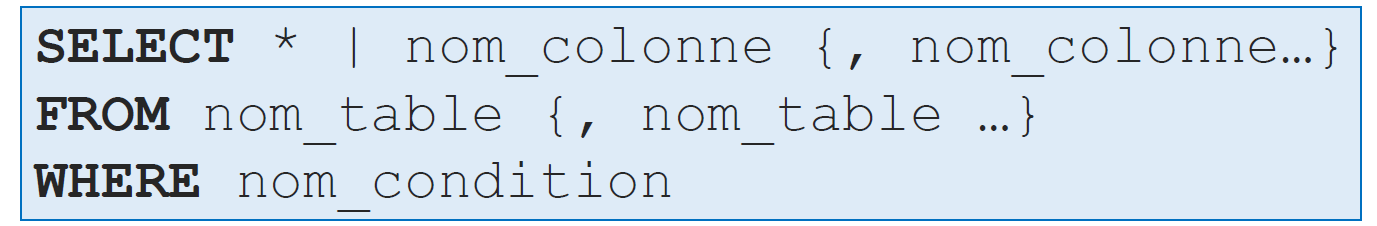 SELECT * | nom_colonne {, nom_colonne…}
FROM nom_table {, nom_table …}
WHERE nom_condition